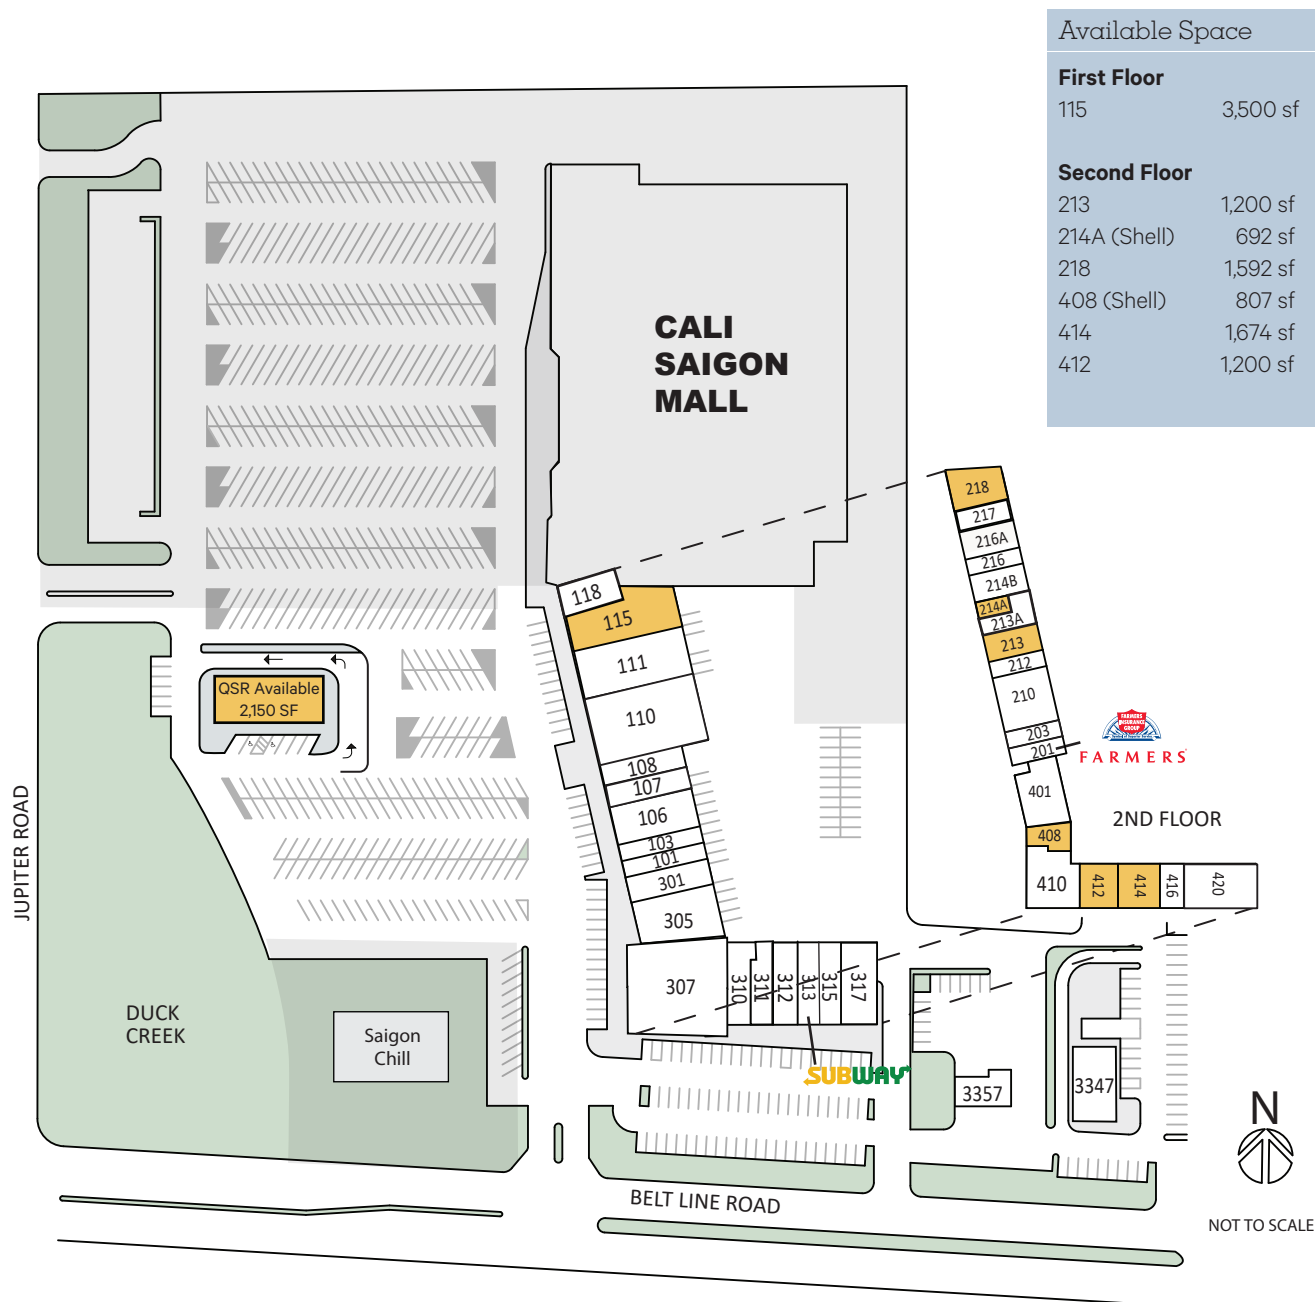 Available Space
First Floor
115 3,500 sf
Second Floor
213 1,200 sf
214A (Shell) 692 sf
218 1,592 sf
408 (Shell) 807 sf
414 1,674 sf
412 1,200 sf
CALI
SAIGON
MALL
218
217
216A
216
214B
214A
213A
213
212
210
203
201
401
408
410
412
414
416
420
FARMERS
INSURANCE
GROUP
FARMERS
2ND FLOOR
118
115
111
110
108
107
106
103
101
301
305
307
310
311
312
313
315
317
QSR Available
2,150 SF
JUPITER ROAD
DUCK
CREEK
Saigon
Chill
SUBWAY
3357
3347
BELT LINE ROAD
N
NOT TO SCALE